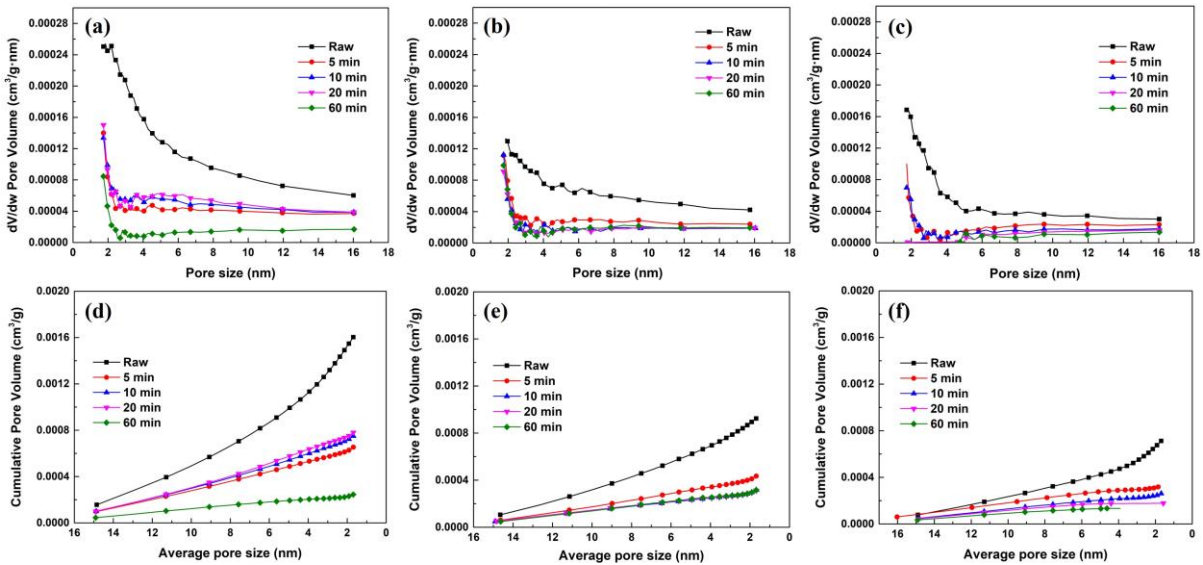 (a)
dV/dw Pore Volume (cm³/g·nm)
0.00028
0.00024
0.00020
0.00016
0.00012
0.00008
0.00004
0.00000
Raw
5 min
10 min
20 min
60 min
0 2 4 6 8 10 12 14 16 18
Pore size (nm)
(b)
dV/dw Pore Volume (cm³/g·nm)
0.00028
0.00024
0.00020
0.00016
0.00012
0.00008
0.00004
0.00000
Raw
5 min
10 min
20 min
60 min
0 2 4 6 8 10 12 14 16 18
Pore size (nm)
(c)
dV/dw Pore Volume (cm³/g·nm)
0.00028
0.00024
0.00020
0.00016
0.00012
0.00008
0.00004
0.00000
Raw
5 min
10 min
20 min
60 min
0 2 4 6 8 10 12 14 16 18
Pore size (nm)
(d)
Cumulative Pore Volume (cm³/g)
0.0020
0.0016
0.0012
0.0008
0.0004
0.0000
Raw
5 min
10 min
20 min
60 min
16 14 12 10 8 6 4 2 0
Average pore size (nm)
(e)
Cumulative Pore Volume (cm³/g)
0.0020
0.0016
0.0012
0.0008
0.0004
0.0000
Raw
5 min
10 min
20 min
60 min
16 14 12 10 8 6 4 2 0
Average pore size (nm)
(f)
Cumulative Pore Volume (cm³/g)
0.0020
0.0016
0.0012
0.0008
0.0004
0.0000
Raw
5 min
10 min
20 min
60 min
16 14 12 10 8 6 4 2 0
Average pore size (nm)